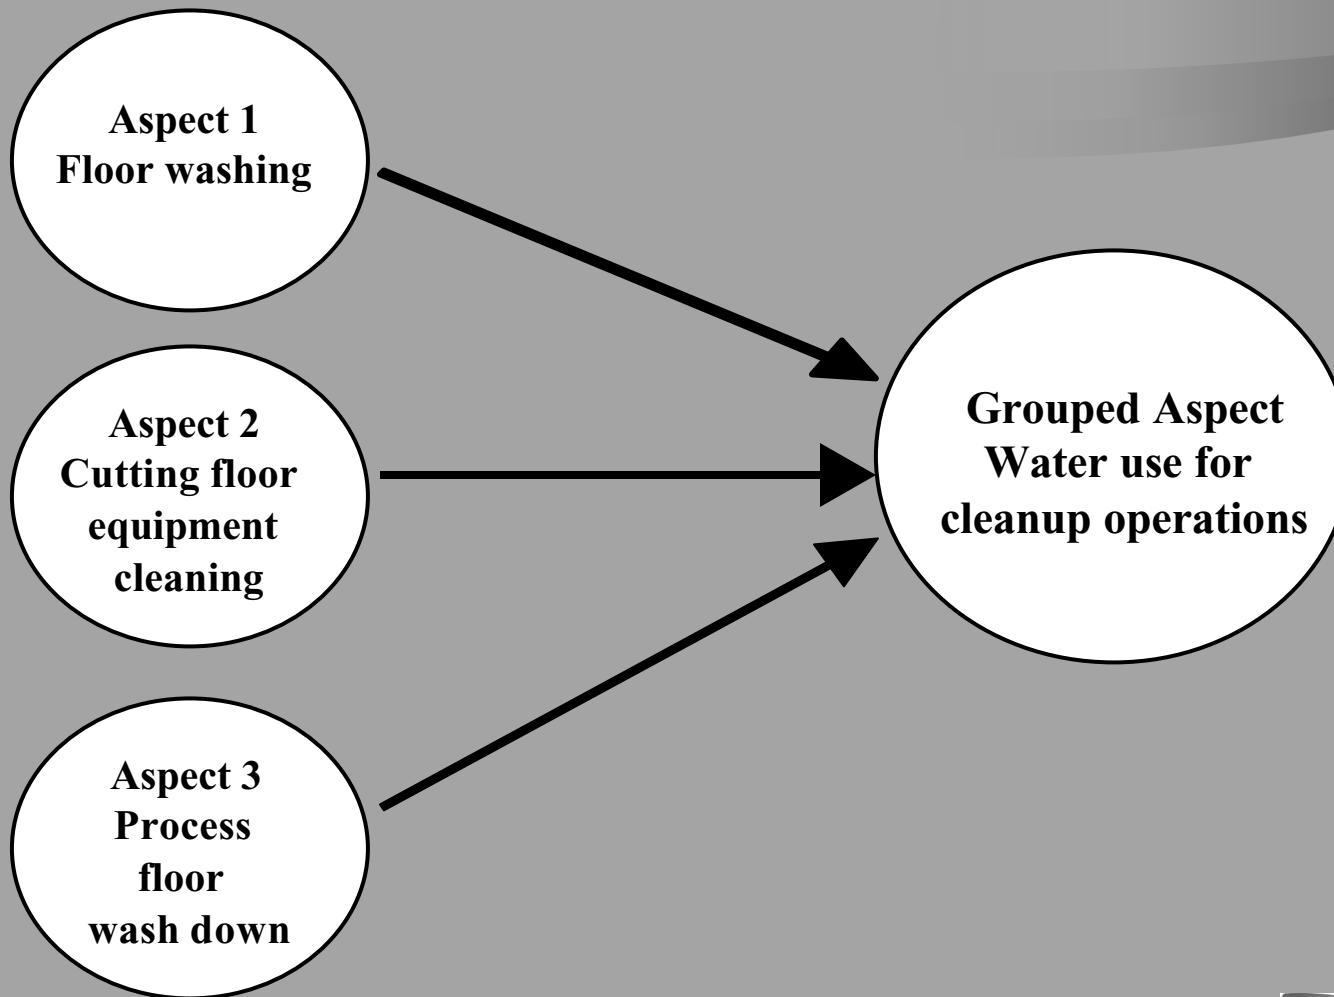 Aspect 1
Floor washing
Aspect 2
Cutting floor
equipment
cleaning
Aspect 3
Process
floor
wash down
Grouped Aspect
Water use for
cleanup operations